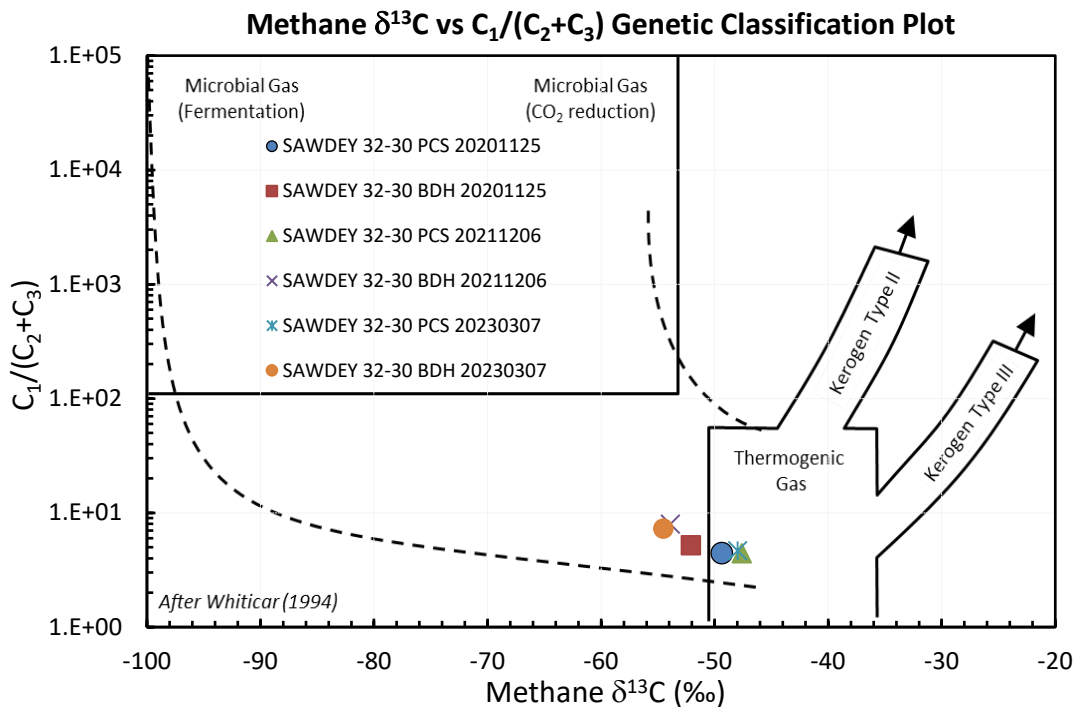 Methane δ¹³C vs C₁/(C₂+C₃) Genetic Classification Plot
C₁/(C₂+C₃)
1.E+05
1.E+04
1.E+03
1.E+02
1.E+01
1.E+00
Microbial Gas
(Fermentation)
Microbial Gas
(CO₂ reduction)
SAWDEY 32-30 PCS 20201125
SAWDEY 32-30 BDH 20201125
SAWDEY 32-30 PCS 20211206
SAWDEY 32-30 BDH 20211206
SAWDEY 32-30 PCS 20230307
SAWDEY 32-30 BDH 20230307
Kerogen Type II
Kerogen Type III
Thermogenic
Gas
After Whiticar (1994)
-100 -90 -80 -70 -60 -50 -40 -30 -20
Methane δ¹³C (‰)